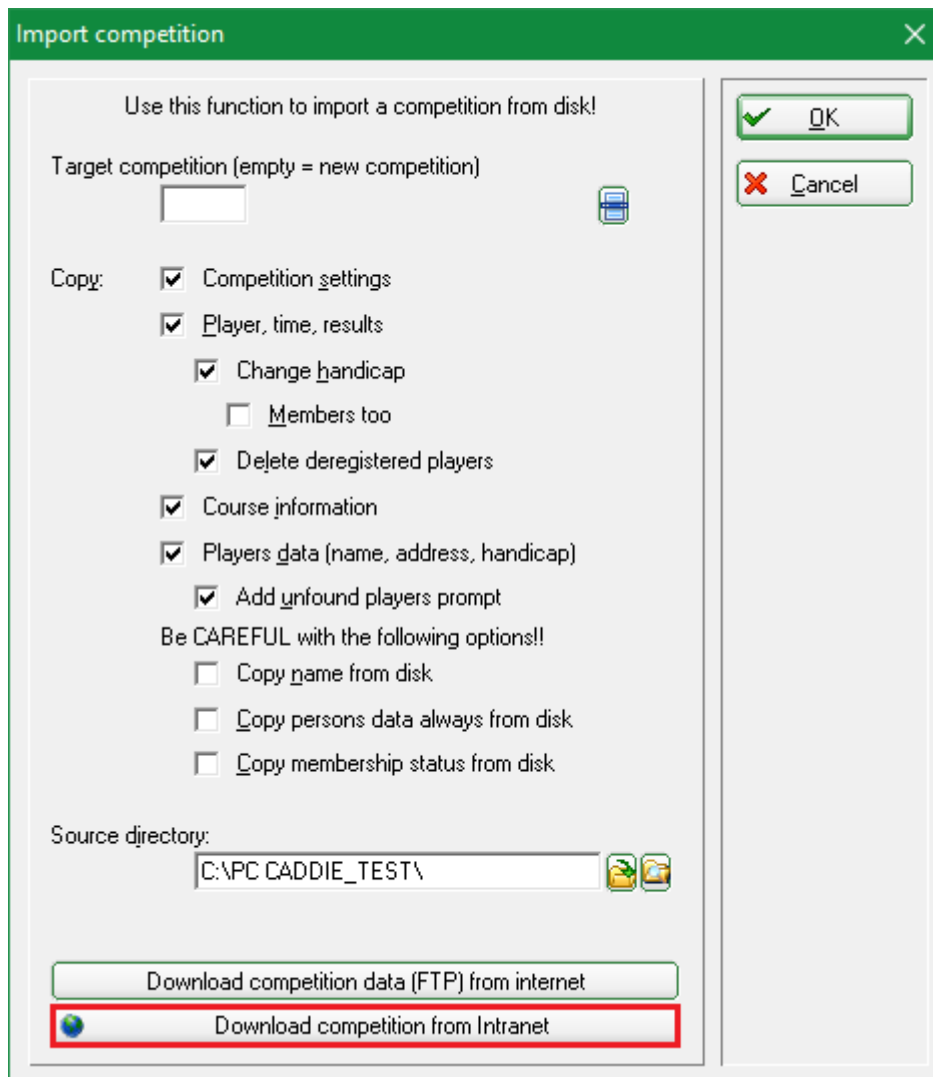 Import competition
Use this function to import a competition from disk!
OK
Target competition (empty = new competition)
Cancel
Copy:
Competition settings
Player, time, results
Change handicap
Members too
Delete deregistered players
Course information
Players data (name, address, handicap)
Add unfound players prompt
Be CAREFUL with the following options!!
Copy name from disk
Copy persons data always from disk
Copy membership status from disk
Source directory:
C:\PC CADDIE_TEST\
Download competition data (FTP) from internet
Download competition from Intranet